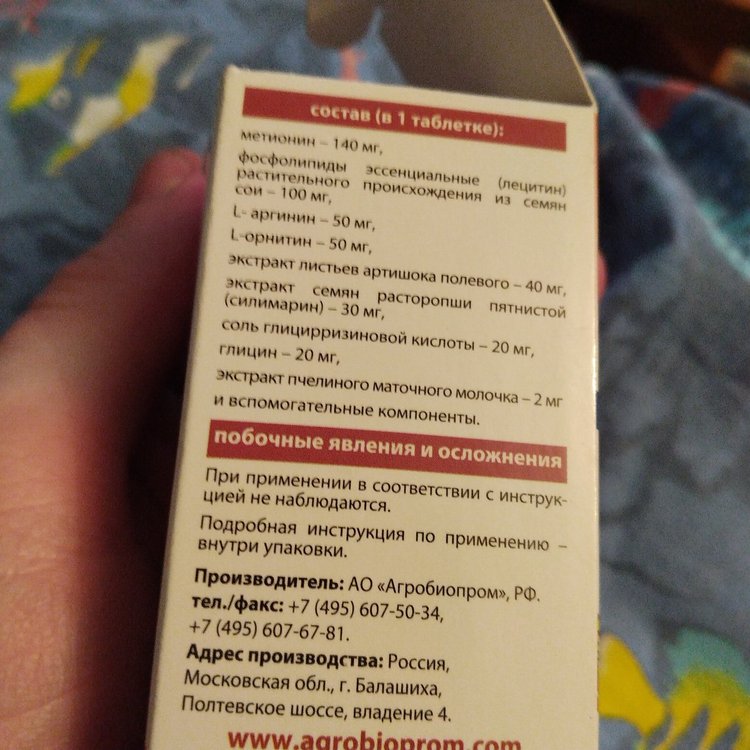 состав (в 1 таблетке):
метионин – 140 мг,
фосфолипиды эссенциальные (лецитин)
растительного происхождения из семян
сои – 100 мг,
L- аргинин – 50 мг,
L-орнитин – 50 мг,
экстракт листьев артишока полевого – 40 мг,
экстракт семян расторопши пятнистой
(силимарин) – 30 мг,
соль глицирризиновой кислоты – 20 мг,
глицин – 20 мг,
экстракт пчелиного маточного молочка – 2 мг
и вспомогательные компоненты.
побочные явления и осложнения
При применении в соответствии с инструк-
цией не наблюдаются.
Подробная инструкция по применению –
внутри упаковки.
Производитель: АО «Агробиопром», РФ.
тел./факс: +7 (495) 607-50-34,
+7 (495) 607-67-81.
Адрес производства: Россия,
Московская обл., г. Балашиха,
Полтевское шоссе, владение 4.
www.agrobioprom.com